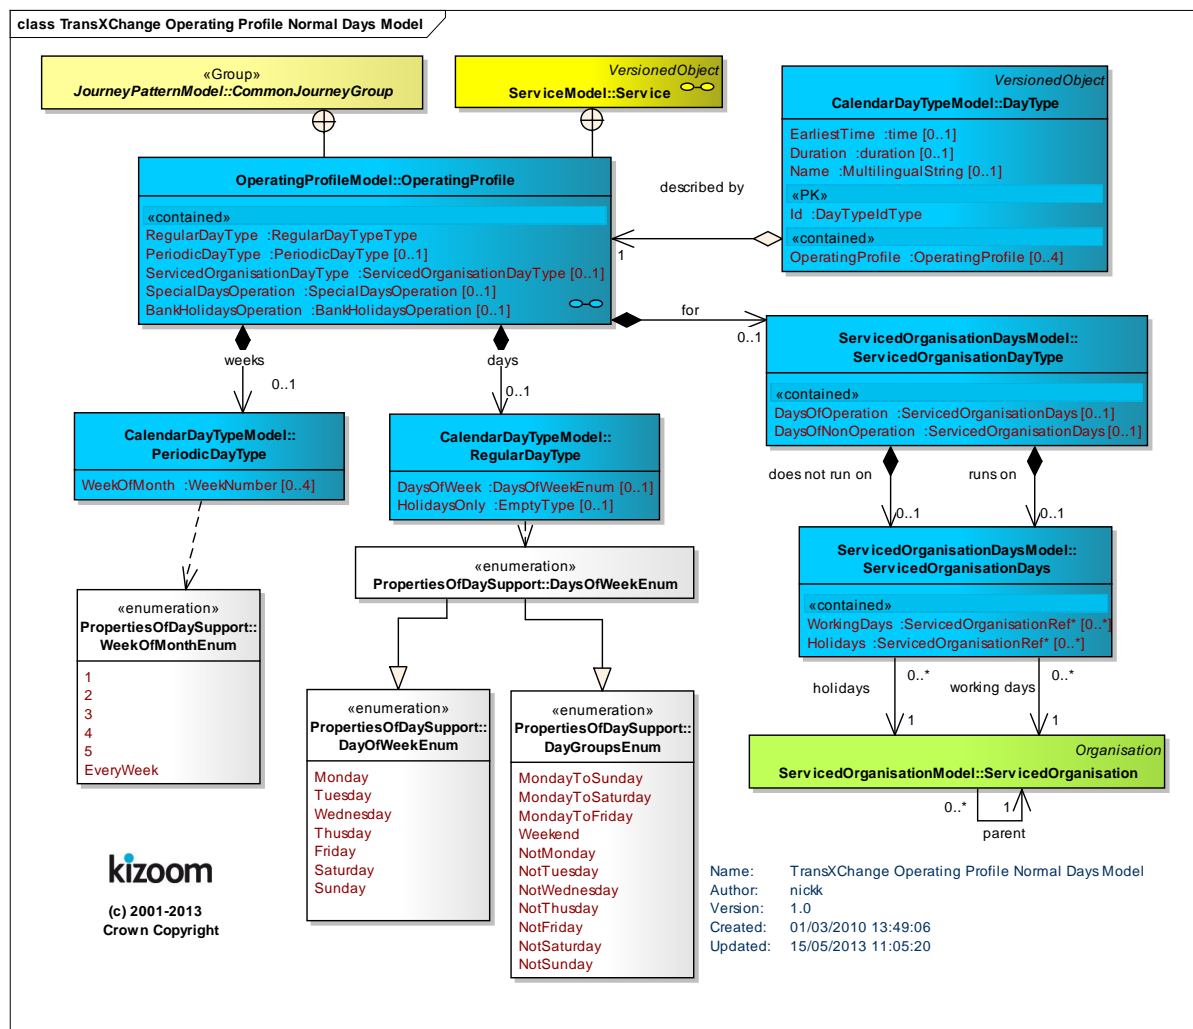 class TransXChange Operating Profile Normal Days Model
«Group»
JourneyPatternModel::CommonJourneyGroup
VersionedObject
ServiceModel::Service
VersionedObject
CalendarDayTypeModel::DayType
EarliestTime :time [0..1]
Duration :duration [0..1]
Name :MultilingualString [0..1]
«PK»
Id :DayTypeIdType
«contained»
OperatingProfile :OperatingProfile [0..4]
OperatingProfileModel::OperatingProfile
«contained»
RegularDayType :RegularDayTypeType
PeriodicDayType :PeriodicDayType [0..1]
ServicedOrganisationDayType :ServicedOrganisationDayType [0..1]
SpecialDaysOperation :SpecialDaysOperation [0..1]
BankHolidaysOperation :BankHolidaysOperation [0..1]
described by
1
for
0..1
weeks
0..1
days
0..1
ServicedOrganisationDaysModel::
ServicedOrganisationDayType
«contained»
DaysOfOperation :ServicedOrganisationDays [0..1]
DaysOfNonOperation :ServicedOrganisationDays [0..1]
CalendarDayTypeModel::
PeriodicDayType
WeekOfMonth :WeekNumber [0..4]
CalendarDayTypeModel::
RegularDayType
DaysOfWeek :DaysOfWeekEnum [0..1]
HolidaysOnly :EmptyType [0..1]
does not run on
0..1
runs on
0..1
ServicedOrganisationDaysModel::
ServicedOrganisationDays
«contained»
WorkingDays :ServicedOrganisationRef* [0..*]
Holidays :ServicedOrganisationRef* [0..*]
«enumeration»
PropertiesOfDaySupport::DaysOfWeekEnum
«enumeration»
PropertiesOfDaySupport::
WeekOfMonthEnum
1
2
3
4
5
EveryWeek
«enumeration»
PropertiesOfDaySupport::
DayOfWeekEnum
Monday
Tuesday
Wednesday
Thusday
Friday
Saturday
Sunday
«enumeration»
PropertiesOfDaySupport::
DayGroupsEnum
MondayToSunday
MondayToSaturday
MondayToFriday
Weekend
NotMonday
NotTuesday
NotWednesday
NotThusday
NotFriday
NotSaturday
NotSunday
holidays
0..*
1
working days
0..*
1
Organisation
ServicedOrganisationModel::ServicedOrganisation
0..*
1
parent
kizoom
(c) 2001-2013
Crown Copyright
Name: TransXChange Operating Profile Normal Days Model
Author: nickk
Version: 1.0
Created: 01/03/2010 13:49:06
Updated: 15/05/2013 11:05:20